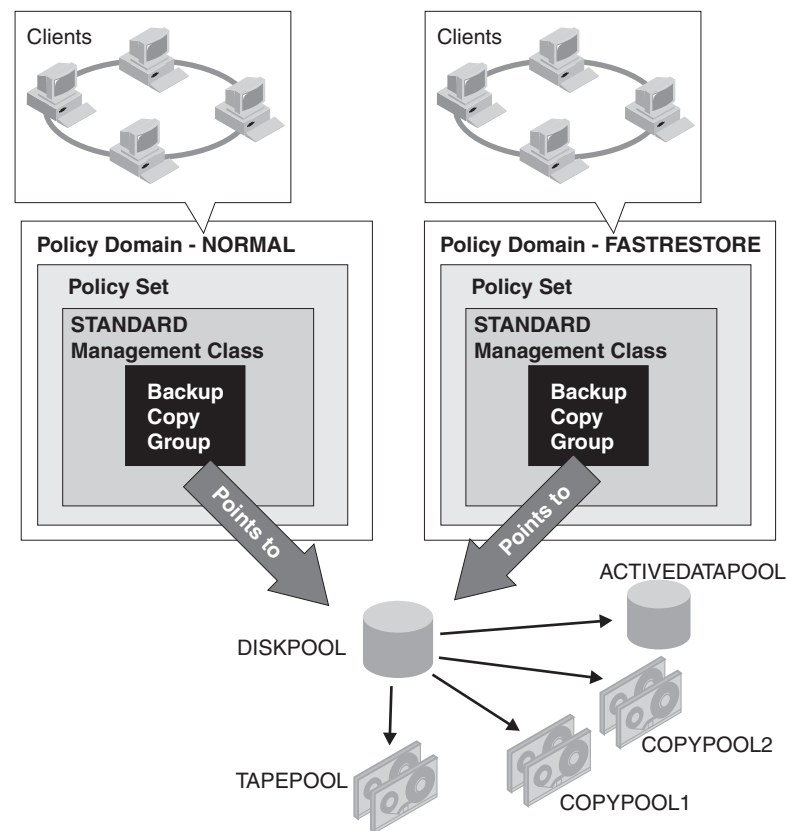 Clients
Clients
Policy Domain - NORMAL
Policy Set
STANDARD
Management Class
Backup
Copy
Group
Points to
Policy Domain - FASTRESTORE
Policy Set
STANDARD
Management Class
Backup
Copy
Group
Points to
ACTIVEDATAPOOL
DISKPOOL
COPYPOOL2
TAPEPOOL
COPYPOOL1